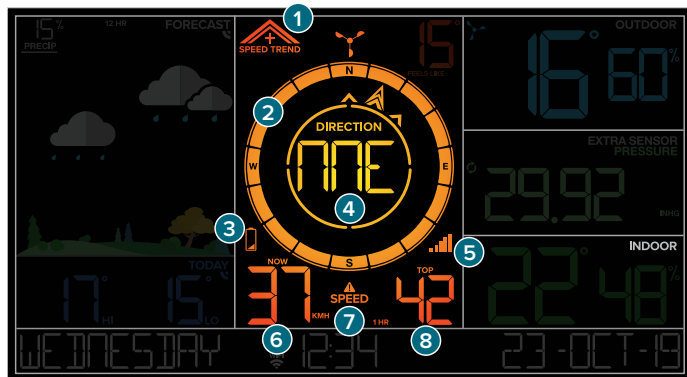 15%
PRECIP
12 HR
FORECAST
1
+
SPEED TREND
15°
FEELS LIKE
OUTDOOR
16°
60%
2
N
DIRECTION
NNE
W
E
4
S
EXTRA SENSOR
PRESSURE
29.92
INHG
3
5
NOW
37
KMH
SPEED
1 HR
TOP
42
6
7
8
INDOOR
22°
48%
TODAY
17°
HI
15°
LO
WEDNESDAY
WI-FI
12:34
23-OCT-19